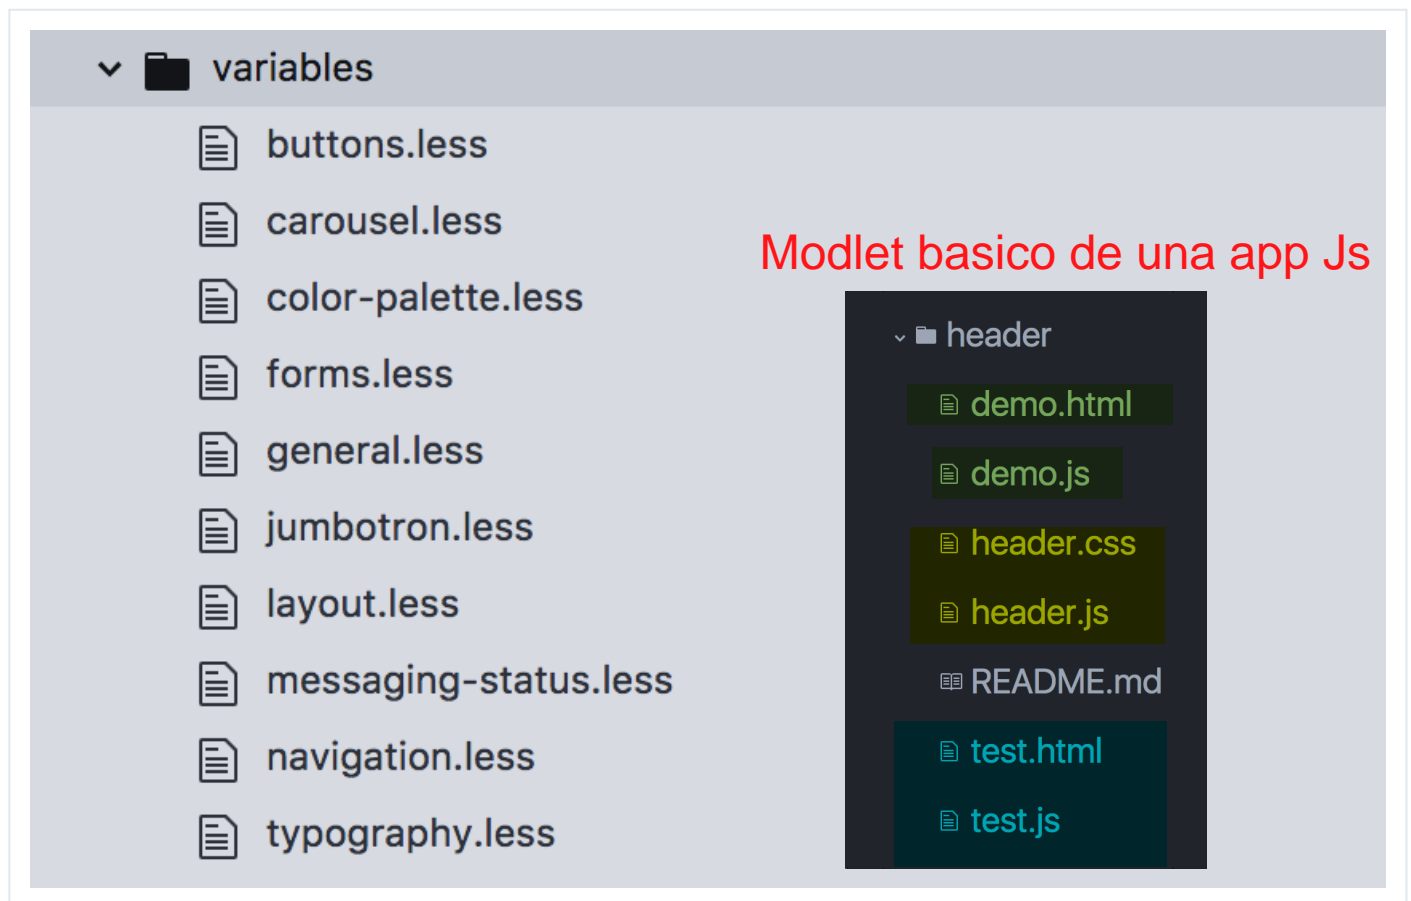 variables
buttons.less
carousel.less
color-palette.less
forms.less
general.less
jumbotron.less
layout.less
messaging-status.less
navigation.less
typography.less
Modlet basico de una app Js
header
demo.html
demo.js
header.css
header.js
README.md
test.html
test.js